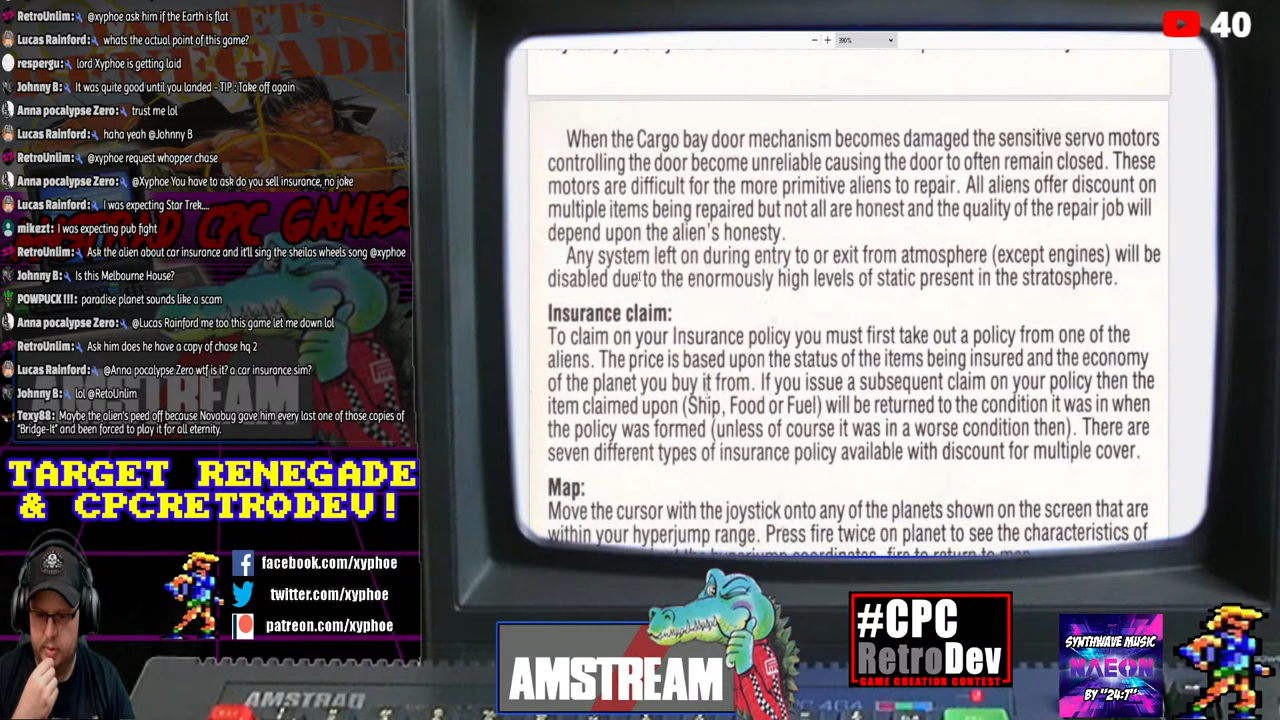 RetroUnlim: @xyphoe ask him if the Earth is flat
Lucas Rainford: whats the actual point of this game?
respergu: lord Xyphoe is getting laid
Johnny B: It was quite good until you landed - TIP : Take off again
Anna pocalypse Zero: trust me lol
Lucas Rainford: haha yeah @Johnny B
RetroUnlim: @xyphoe request whopper chase
Anna pocalypse Zero: @Xyphoe You have to ask do you sell insurance, no joke
Lucas Rainford: I was expecting Star Trek....
mikezt: I was expecting pub fight
RetroUnlim: Ask the alien about car insurance and it'll sing the sheilas wheels song @xyphoe
Johnny B: Is this Melbourne House?
POWPUCK !!!: paradise planet sounds like a scam
Anna pocalypse Zero: @Lucas Rainford me too this game let me down lol
RetroUnlim: Ask him does he have a copy of chase hq 2
Lucas Rainford: @Anna pocalypse Zero wtf is it? a car insurance sim?
Johnny B: lol @RetoUnlim
Texy88: Maybe the alien's peed off because Novabug gave him every last one of those copies of
"Bridge-It" and been forced to play it for all eternity.
TARGET RENEGADE
& CPCRETRODEV!
facebook.com/xyphoe
twitter.com/xyphoe
patreon.com/xyphoe
40
390%
When the Cargo bay door mechanism becomes damaged the sensitive servo motors
controlling the door become unreliable causing the door to often remain closed. These
motors are difficult for the more primitive aliens to repair. All aliens offer discount on
multiple items being repaired but not all are honest and the quality of the repair job will
depend upon the alien's honesty.
Any system left on during entry to or exit from atmosphere (except engines) will be
disabled due to the enormously high levels of static present in the stratosphere.
Insurance claim:
To claim on your Insurance policy you must first take out a policy from one of the
aliens. The price is based upon the status of the items being insured and the economy
of the planet you buy it from. If you issue a subsequent claim on your policy then the
item claimed upon (Ship, Food or Fuel) will be returned to the condition it was in when
the policy was formed (unless of course it was in a worse condition then). There are
seven different types of insurance policy available with discount for multiple cover.
Map:
Move the cursor with the joystick onto any of the planets shown on the screen that are
within your hyperjump range. Press fire twice on planet to see the characteristics of
AMSTRAD
AMSTREAM
#CPC
RetroDev
GAME CREATION CONTEST
SYNTHWAVE MUSIC
NAEON
BY "24:7"